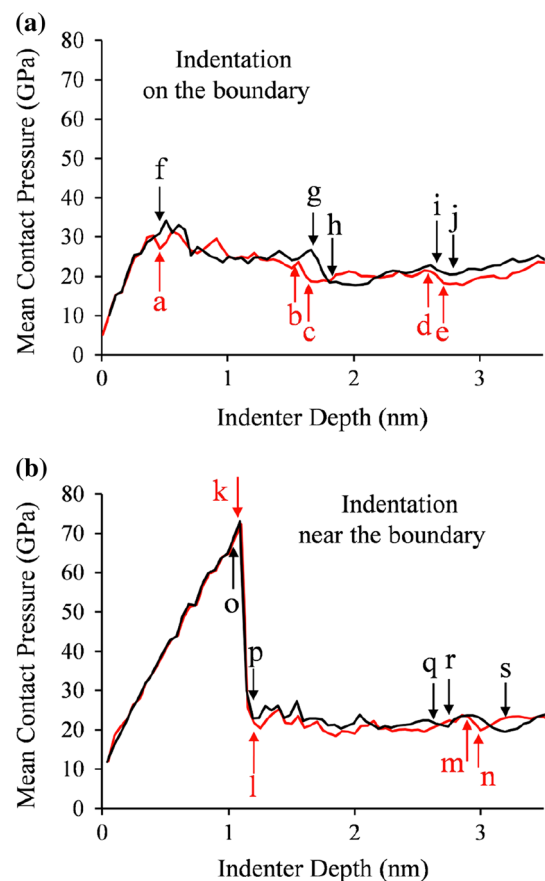 (a)
80
70
60
50
40
30
20
10
0
Mean Contact Pressure (GPa)
Indentation
on the boundary
f
g
h
i
j
a
b
c
d
e
0
1
2
3
Indenter Depth (nm)
(b)
80
70
60
50
40
30
20
10
0
Mean Contact Pressure (GPa)
k
Indentation
near the boundary
o
p
q
r
s
l
m
n
0
1
2
3
Indenter Depth (nm)